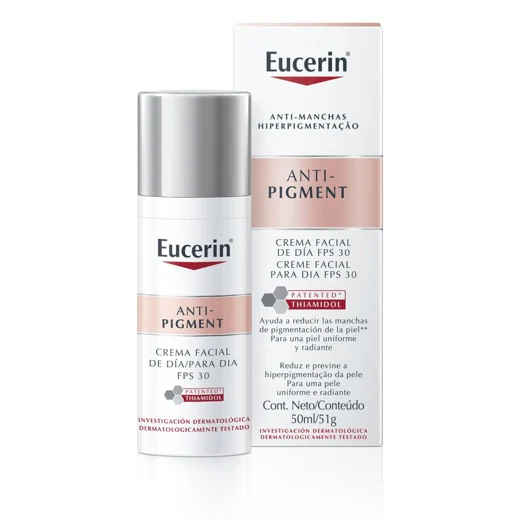 Eucerin®
ANTI-MANCHAS
HIPERPIGMENTAÇÃO
ANTI-
PIGMENT
CREMA FACIAL
DE DÍA FPS 30
CREME FACIAL
PARA DIA FPS 30
PATENTED*
THIAMIDOL
Ayuda a reducir las manchas
de pigmentación de la piel**
Para una piel uniforme
y radiante
Reduz e previne a
hiperpigmentação da pele
Para uma pele
uniforme e radiante
Cont. Neto/Conteúdo
50ml/51g
INVESTIGACIÓN DERMATOLÓGICA
DERMATOLOGICAMENTE TESTADO
Eucerin®
ANTI-
PIGMENT
CREMA FACIAL
DE DÍA/PARA DIA
FPS 30
PATENTED*
THIAMIDOL
INVESTIGACIÓN DERMATOLÓGICA
DERMATOLOGICAMENTE TESTADO